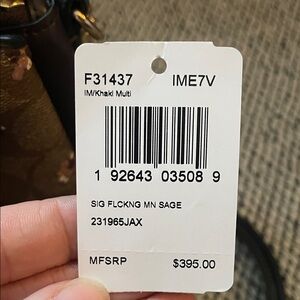 F31437 IME7V
IM/Khaki Multi
1 92643 03508 9
SIG FLCKNG MN SAGE
231965JAX
MFSRP $395.00